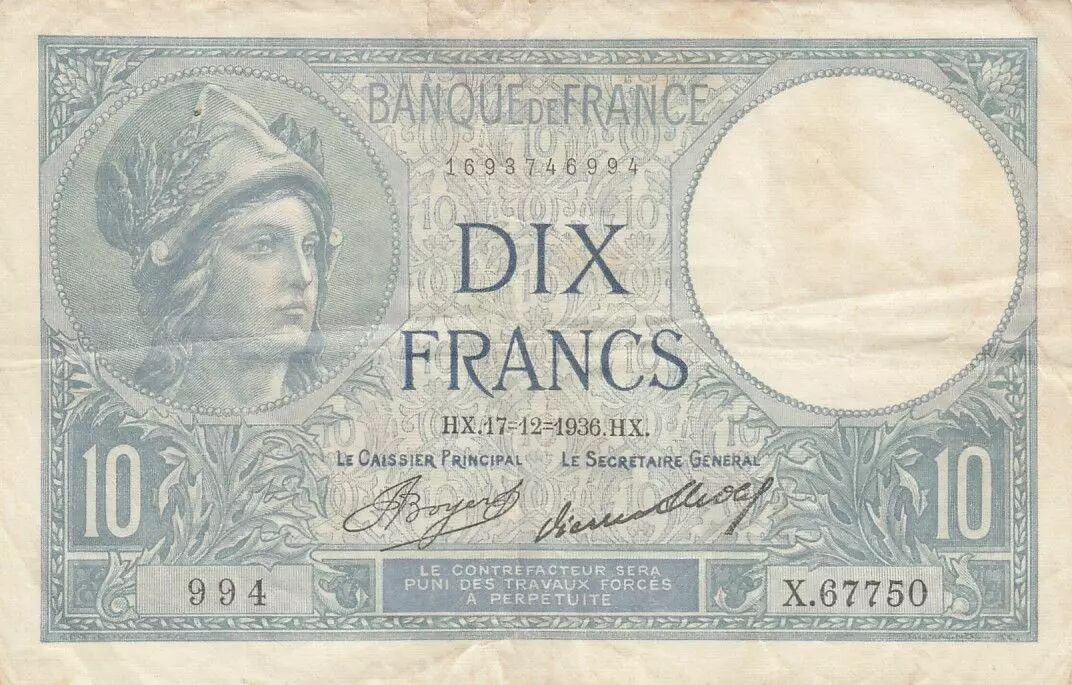 BANQUE DE FRANCE
1693746994
DIX
FRANCS
HX.17=12=1936.HX.
LE CAISSIER PRINCIPAL LE SECRÉTAIRE GÉNÉRAL
10 10
LE CONTREFACTEUR SERA
PUNI DES TRAVAUX FORCÉS
À PERPÉTUITÉ
994 X.67750